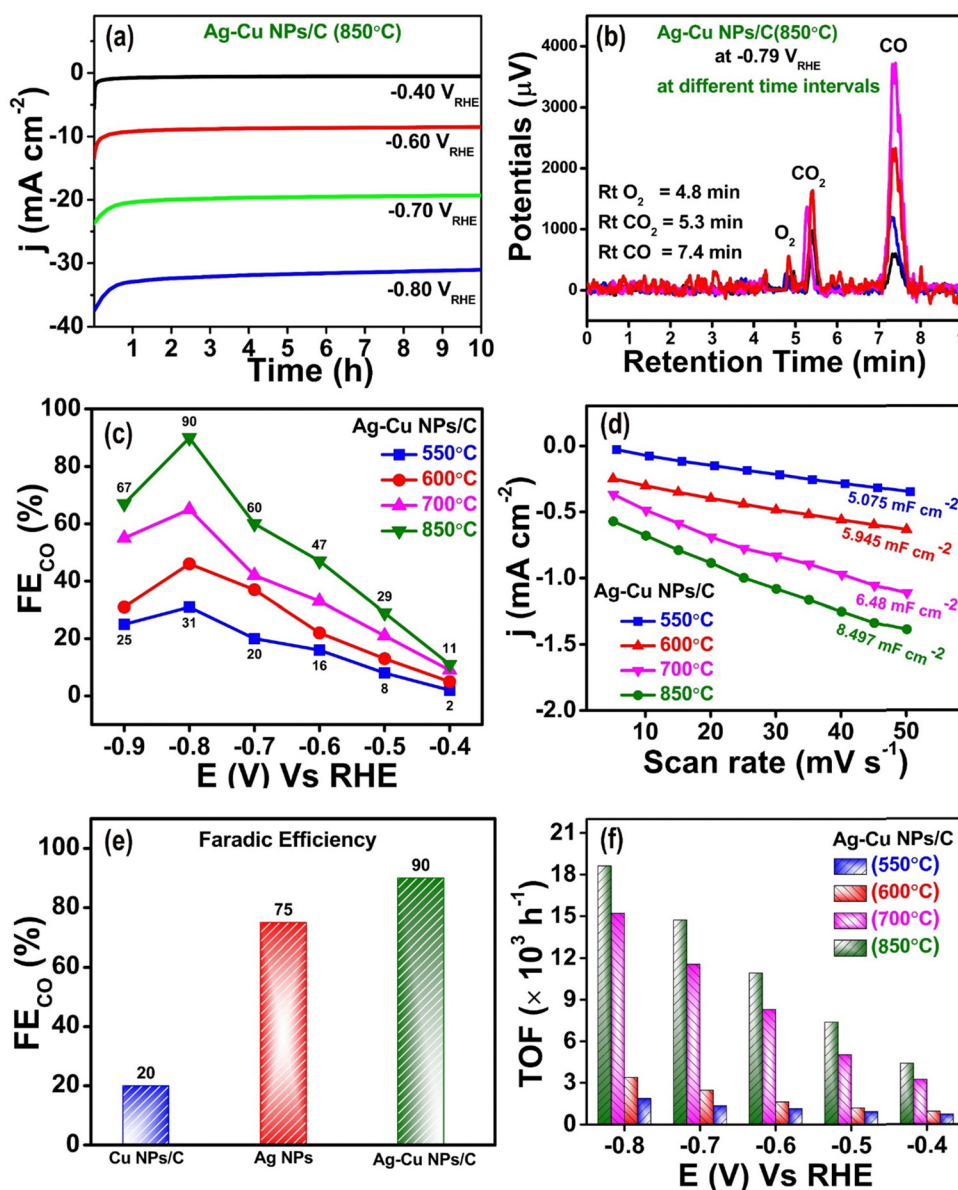 (a)
Ag-Cu NPs/C (850°C)
0
-10
-20
-30
-40
j (mA cm-2)
-0.40 VRHE
-0.60 VRHE
-0.70 VRHE
-0.80 VRHE
1 2 3 4 5 6 7 8 9 10
Time (h)
(b)
Ag-Cu NPs/C(850°C)
at -0.79 VRHE
at different time intervals
CO
CO2
O2
Rt O2 = 4.8 min
Rt CO2 = 5.3 min
Rt CO = 7.4 min
4000
3000
2000
1000
0
Potentials (µV)
0 1 2 3 4 5 6 7 8
Retention Time (min)
(c)
Ag-Cu NPs/C
550°C
600°C
700°C
850°C
100
80
60
40
20
0
FECO (%)
67
90
60
47
29
11
25
31
20
16
8
2
-0.9 -0.8 -0.7 -0.6 -0.5 -0.4
E (V) Vs RHE
(d)
0.0
-0.5
-1.0
-1.5
-2.0
j (mA cm-2)
5.075 mF cm-2
5.945 mF cm-2
6.48 mF cm-2
8.497 mF cm-2
Ag-Cu NPs/C
550°C
600°C
700°C
850°C
10 20 30 40 50
Scan rate (mV s-1)
(e)
Faradic Efficiency
100
80
60
40
20
0
FECO (%)
20
75
90
Cu NPs/C Ag NPs Ag-Cu NPs/C
(f)
Ag-Cu NPs/C
(550°C)
(600°C)
(700°C)
(850°C)
21
18
15
12
9
6
3
0
TOF (× 103 h-1)
-0.8 -0.7 -0.6 -0.5 -0.4
E (V) Vs RHE